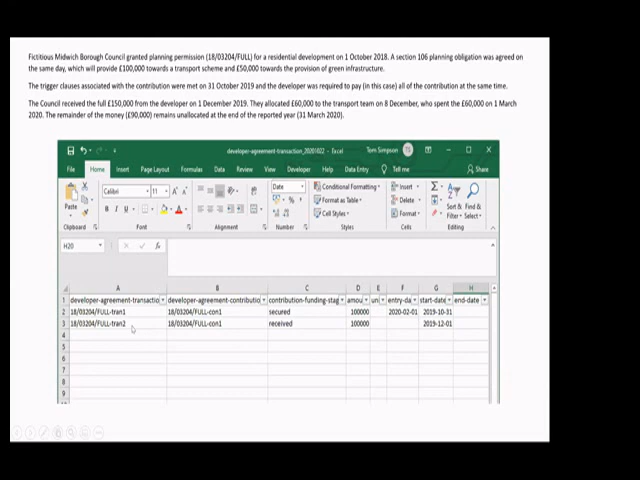 Fictitious Midwich Borough Council granted planning permission (18/03204/FULL) for a residential development on 1 October 2018. A section 106 planning obligation was agreed on
the same day, which will provide £100,000 towards a transport scheme and £50,000 towards the provision of green infrastructure.
The trigger clauses associated with the contribution were met on 31 October 2019 and the developer was required to pay (in this case) all of the contribution at the same time.
The Council received the full £150,000 from the developer on 1 December 2019. They allocated £60,000 to the transport team on 8 December, who spent the £60,000 on 1 March
2020. The remainder of the money (£90,000) remains unallocated at the end of the reported year (31 March 2020).
developer-agreement-transaction_20201022 - Excel Tom Simpson TS
File Home Insert Page Layout Formulas Data Review View Developer Help Data Entry Tell me Share
Calibri 11 A A Date Conditional Formatting Insert
Paste B I U A % Format as Table Delete Sort & Find &
Cell Styles Format Filter Select
Clipboard Font Alignment Number Styles Cells Editing
H20 fx
A B C D E F G H
1 developer-agreement-transactio developer-agreement-contributio contribution-funding-stag amou uni entry-da start-date end-date
2 18/03204/FULL-tran1 18/03204/FULL-con1 secured 100000 2020-02-01 2019-10-31
3 18/03204/FULL-tran2 18/03204/FULL-con1 received 100000 2019-12-01
4
5
6
7
8
9